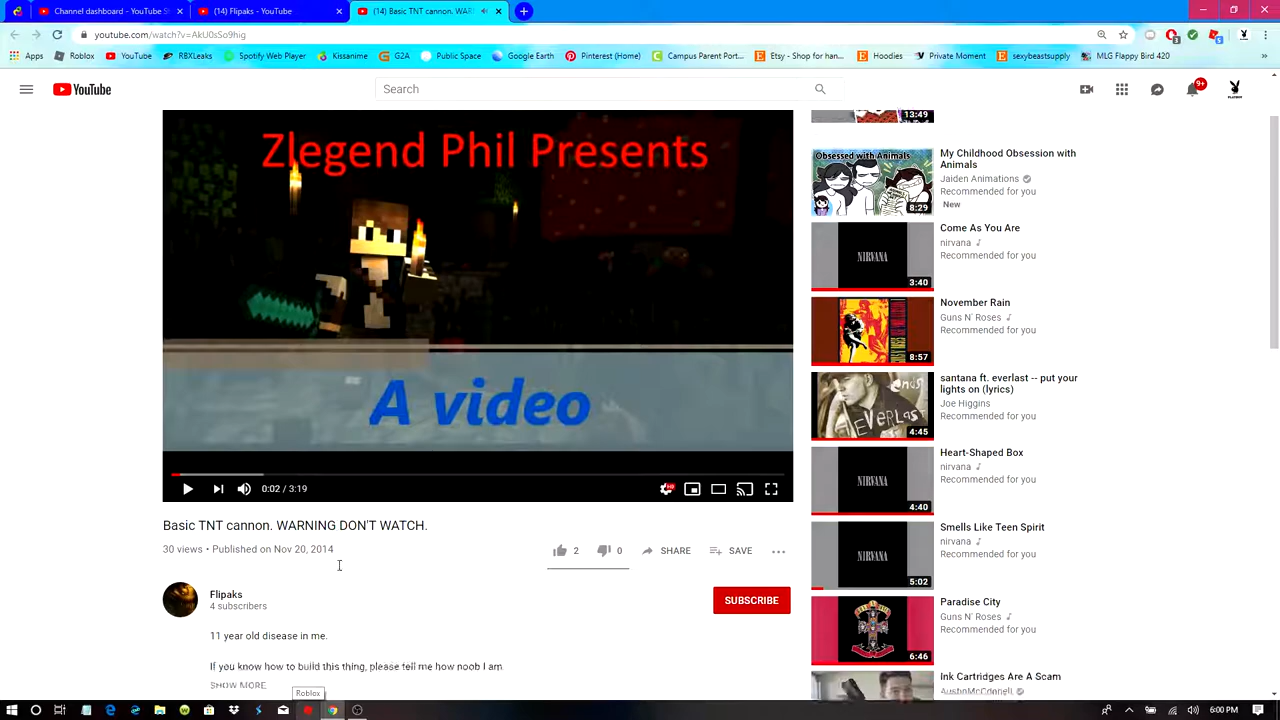 Channel dashboard - YouTube S
(14) Flipaks - YouTube
(14) Basic TNT cannon. WARN
youtube.com/watch?v=AkU0sSo9hig
Apps Roblox YouTube RBXLeaks Spotify Web Player Kissanime G2A Public Space Google Earth Pinterest (Home) Campus Parent Port... Etsy - Shop for han... Hoodies Private Moment sexybeastsupply MLG Flappy Bird 420
YouTube
Search
9+
Zlegend Phil Presents
A video
0:02 / 3:19
Basic TNT cannon. WARNING DON'T WATCH.
30 views • Published on Nov 20, 2014
2 0 SHARE SAVE
Flipaks
4 subscribers
SUBSCRIBE
11 year old disease in me.
If you know how to build this thing, please tell me how noob I am
SHOW MORE
Roblox
13:49
Obsessed with Animals
8:29
My Childhood Obsession with
Animals
Jaiden Animations
Recommended for you
New
NIRVANA
3:40
Come As You Are
nirvana
Recommended for you
8:57
November Rain
Guns N' Roses
Recommended for you
EVERLAST
4:45
santana ft. everlast -- put your
lights on (lyrics)
Joe Higgins
Recommended for you
NIRVANA
4:40
Heart-Shaped Box
nirvana
Recommended for you
NIRVANA
5:02
Smells Like Teen Spirit
nirvana
Recommended for you
6:46
Paradise City
Guns N' Roses
Recommended for you
Ink Cartridges Are A Scam
Austin McConnell
6:00 PM